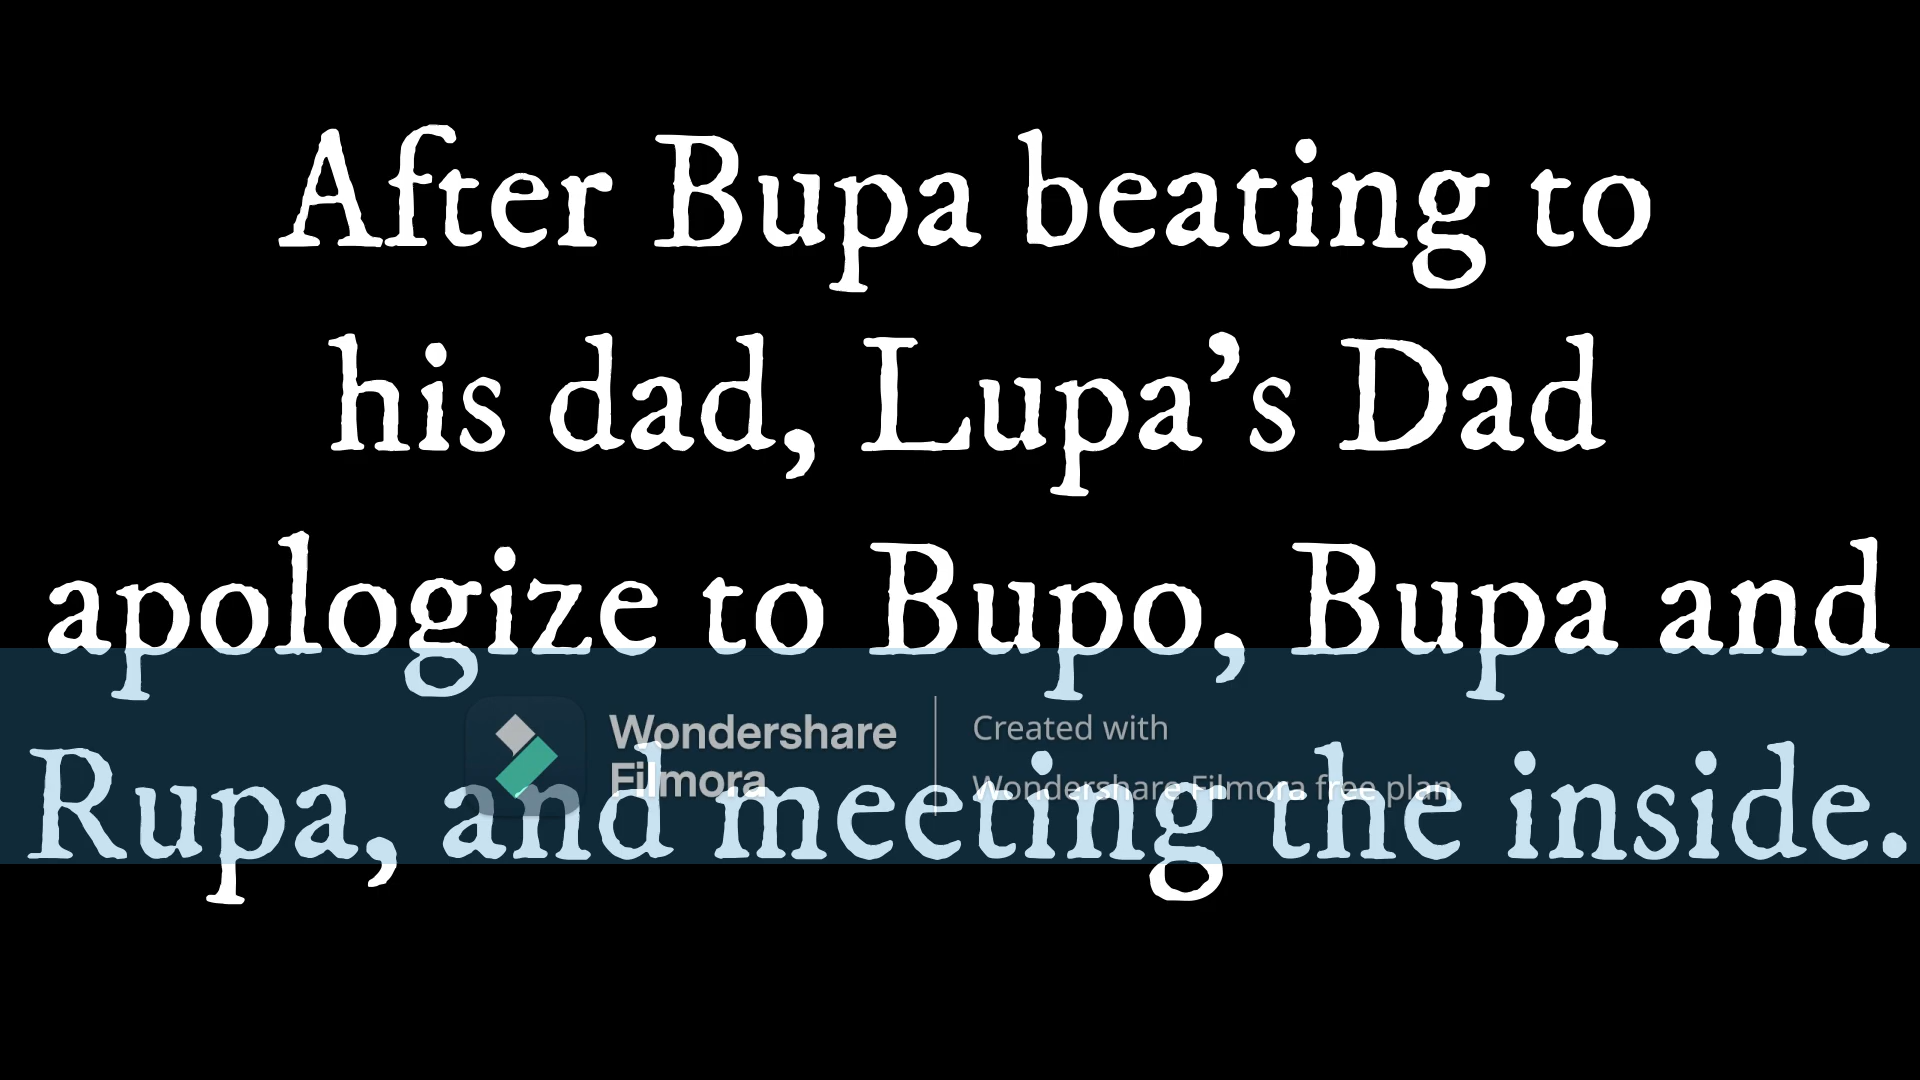 After Bupa beating to
his dad, Lupa’s Dad
apologize to Bupo, Bupa and
Rupa, and meeting the inside.
Wondershare
Filmora
Created with
Wondershare Filmora free plan